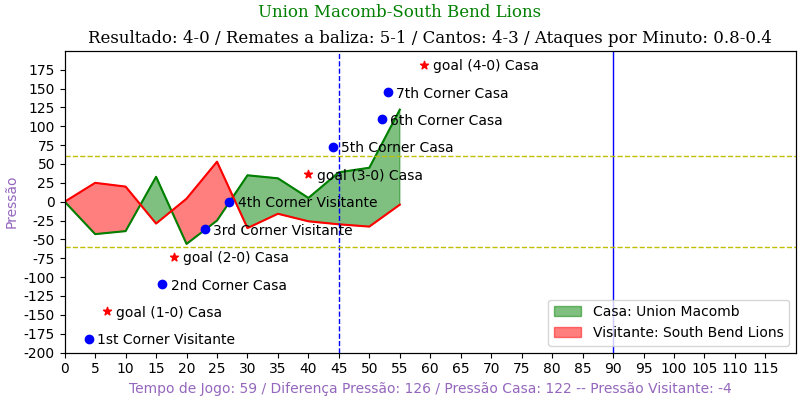 Union Macomb-South Bend Lions
Resultado: 4-0 / Remates a baliza: 5-1 / Cantos: 4-3 / Ataques por Minuto: 0.8-0.4
Pressão
175
150
125
100
75
50
25
0
-25
-50
-75
-100
-125
-150
-175
-200
goal (4-0) Casa
7th Corner Casa
6th Corner Casa
5th Corner Casa
goal (3-0) Casa
4th Corner Visitante
3rd Corner Visitante
goal (2-0) Casa
2nd Corner Casa
goal (1-0) Casa
1st Corner Visitante
Casa: Union Macomb
Visitante: South Bend Lions
0 5 10 15 20 25 30 35 40 45 50 55 60 65 70 75 80 85 90 95 100 105 110 115
Tempo de Jogo: 59 / Diferença Pressão: 126 / Pressão Casa: 122 -- Pressão Visitante: -4